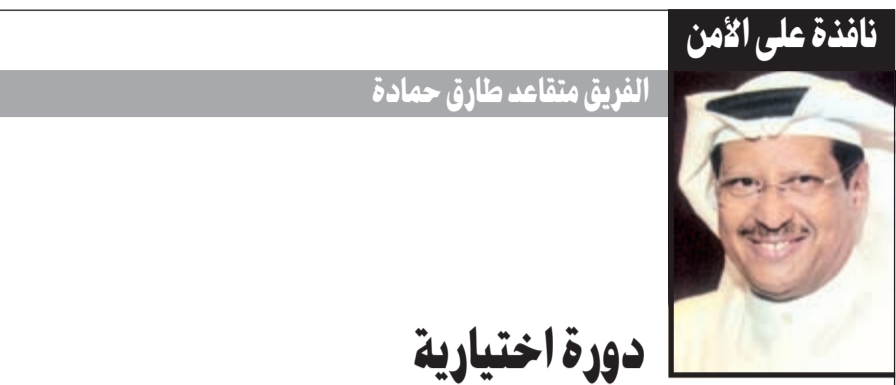 نافذة على الأمن
الفريق متقاعد طارق حمادة
دورة اختيارية